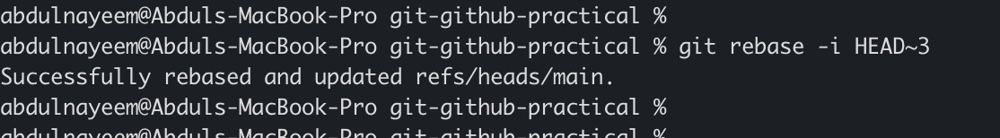 abdulnayeem@Abduls-MacBook-Pro git-github-practical %
abdulnayeem@Abduls-MacBook-Pro git-github-practical % git rebase -i HEAD~3
Successfully rebased and updated refs/heads/main.
abdulnayeem@Abduls-MacBook-Pro git-github-practical %
abdulnayeem@Abduls-MacBook-Pro git-github-practical %